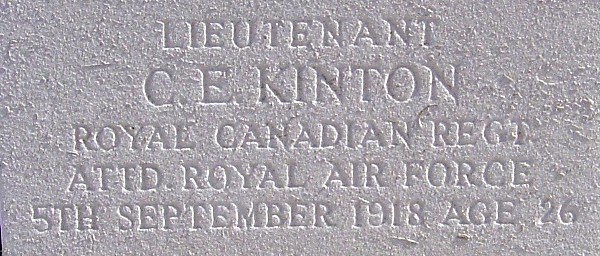 LIEUTENANT
C. E. KINTON
ROYAL CANADIAN REGT.
ATTD. ROYAL AIR FORCE
5TH SEPTEMBER 1918 AGE 26